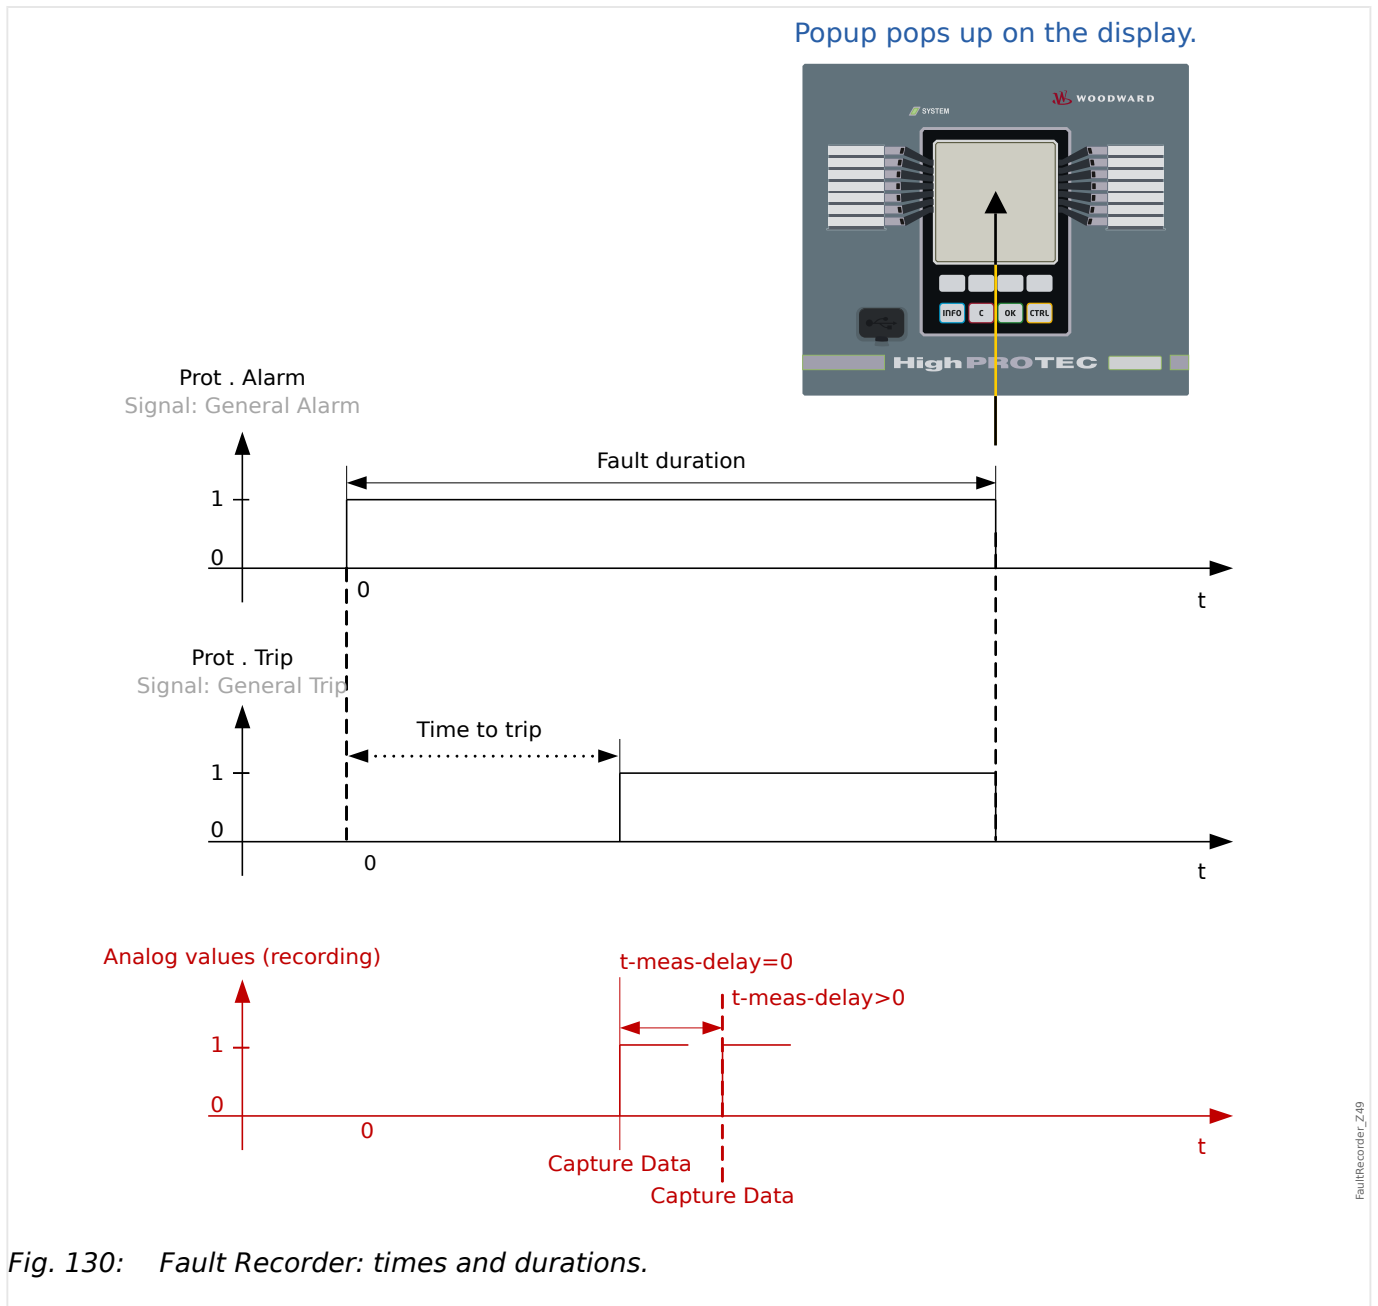 Popup pops up on the display.
WOODWARD
SYSTEM
INFO C OK CTRL
HighPROTEC
Prot . Alarm
Signal: General Alarm
Fault duration
1
0
0
t
Prot . Trip
Signal: General Trip
Time to trip
1
0
0
t
Analog values (recording)
t-meas-delay=0
t-meas-delay>0
1
0
0
t
Capture Data
Capture Data
FaultRecorder_Z49
Fig. 130: Fault Recorder: times and durations.